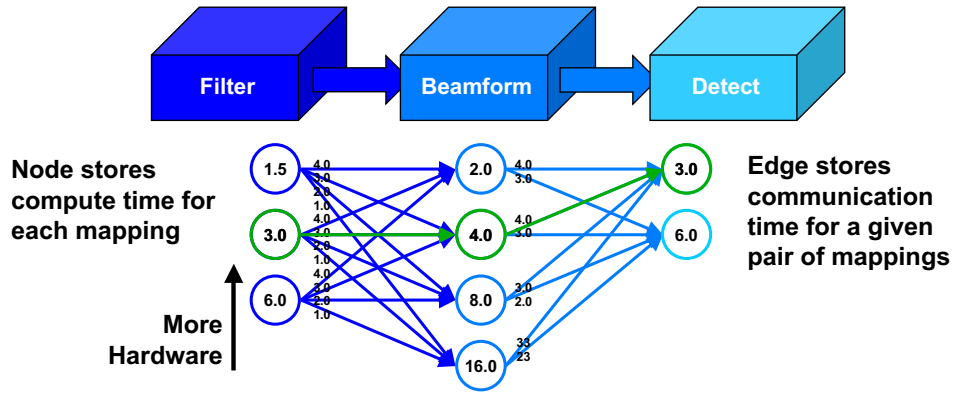 Filter
Beamform
Detect
Node stores
compute time for
each mapping
1.5
4.0
3.0
2.0
1.0
3.0
4.0
3.0
2.0
1.0
6.0
4.0
3.0
2.0
1.0
2.0
4.0
3.0
4.0
4.0
3.0
8.0
3.0
2.0
16.0
33
23
3.0
6.0
Edge stores
communication
time for a given
pair of mappings
More
Hardware